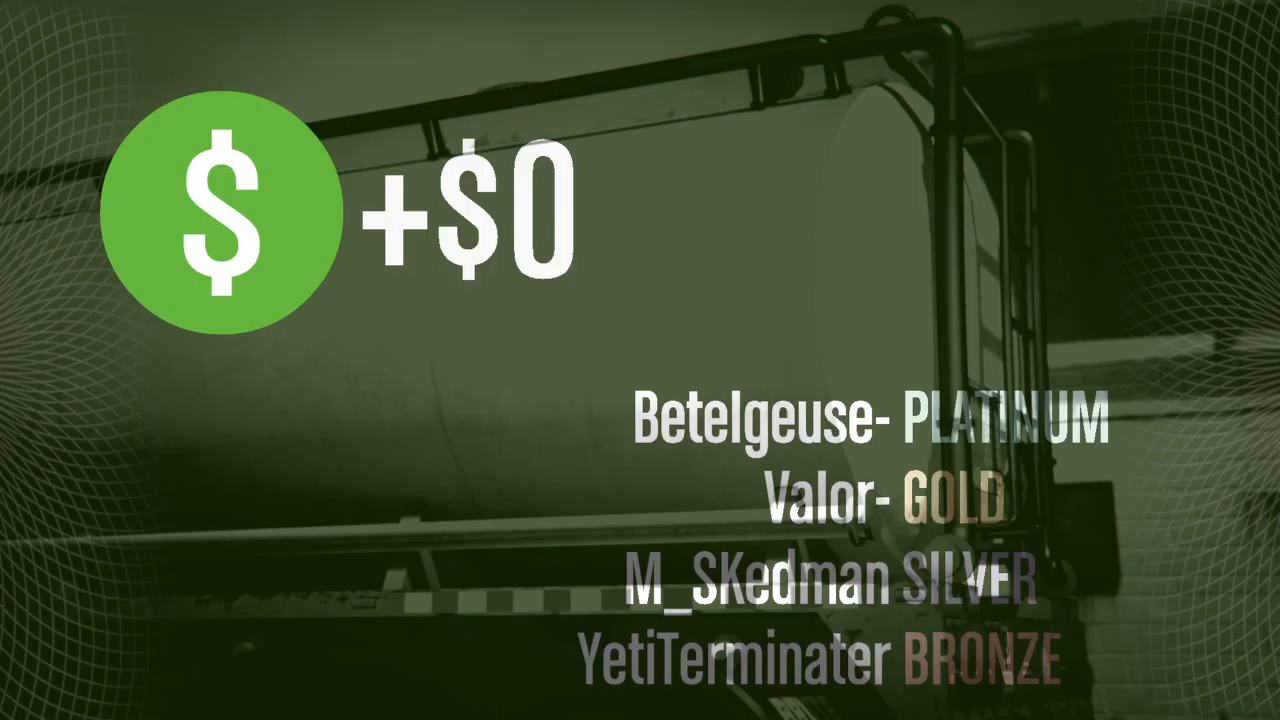 $ +$0
Betelgeuse- PLATINUM
Valor- GOLD
M_SKedman SILVER
YetiTerminater BRONZE